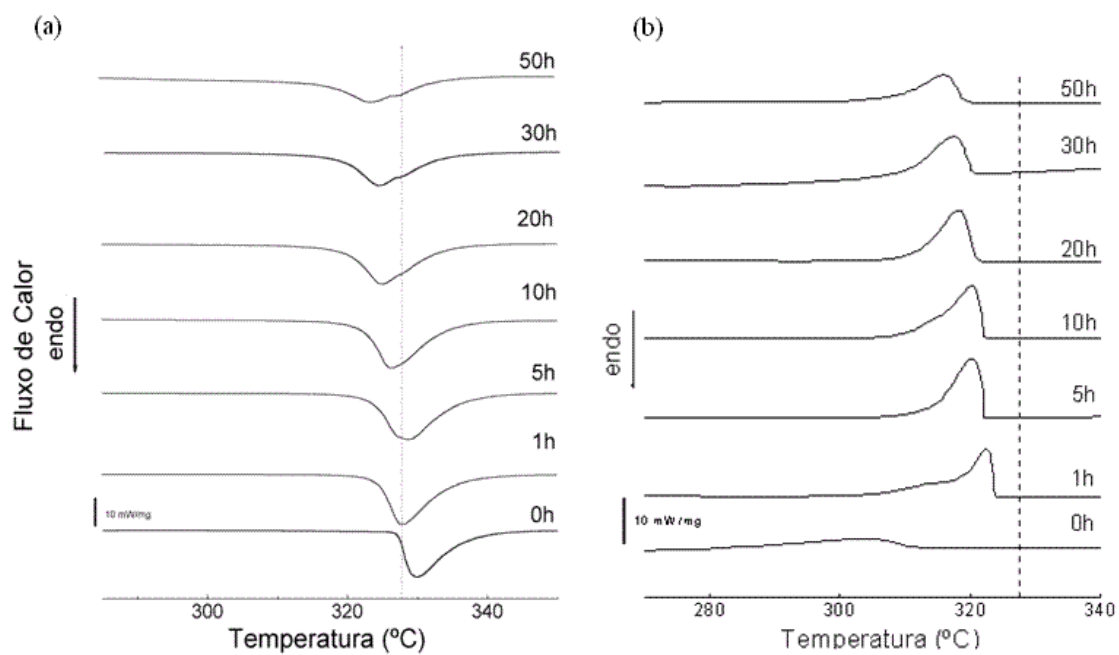 (a)
50h
30h
20h
10h
5h
1h
0h
Fluxo de Calor
endo
10 mW/mg
300
320
340
Temperatura (ºC)
(b)
50h
30h
20h
10h
5h
1h
0h
endo
10 mW/mg
280
300
320
340
Temperatura (ºC)